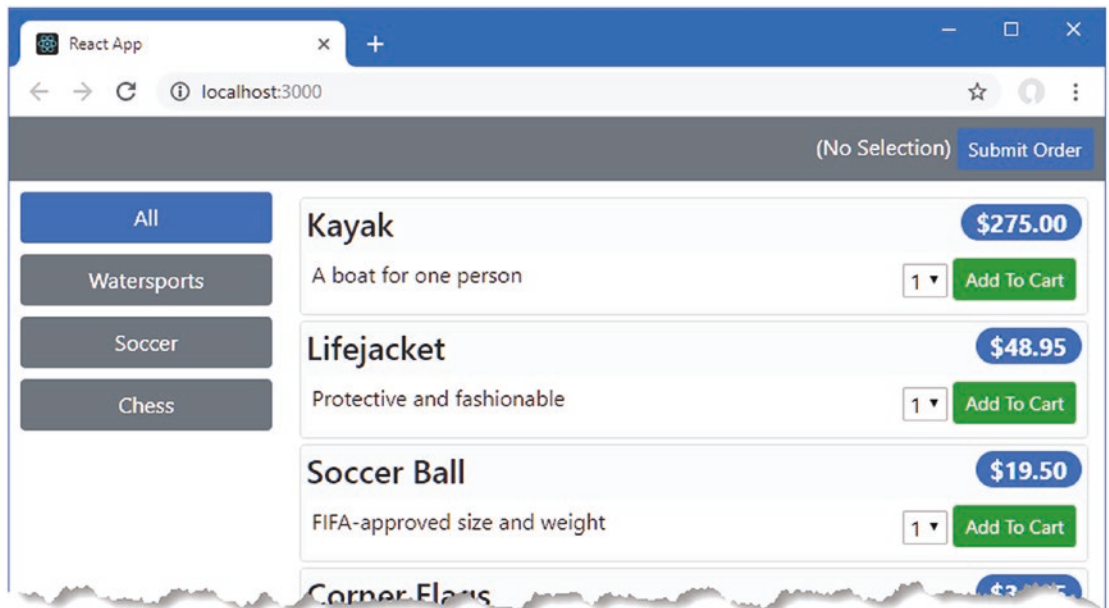 React App
localhost:3000
(No Selection) Submit Order
All
Watersports
Soccer
Chess
Kayak $275.00
A boat for one person 1 Add To Cart
Lifejacket $48.95
Protective and fashionable 1 Add To Cart
Soccer Ball $19.50
FIFA-approved size and weight 1 Add To Cart
Corner Flags